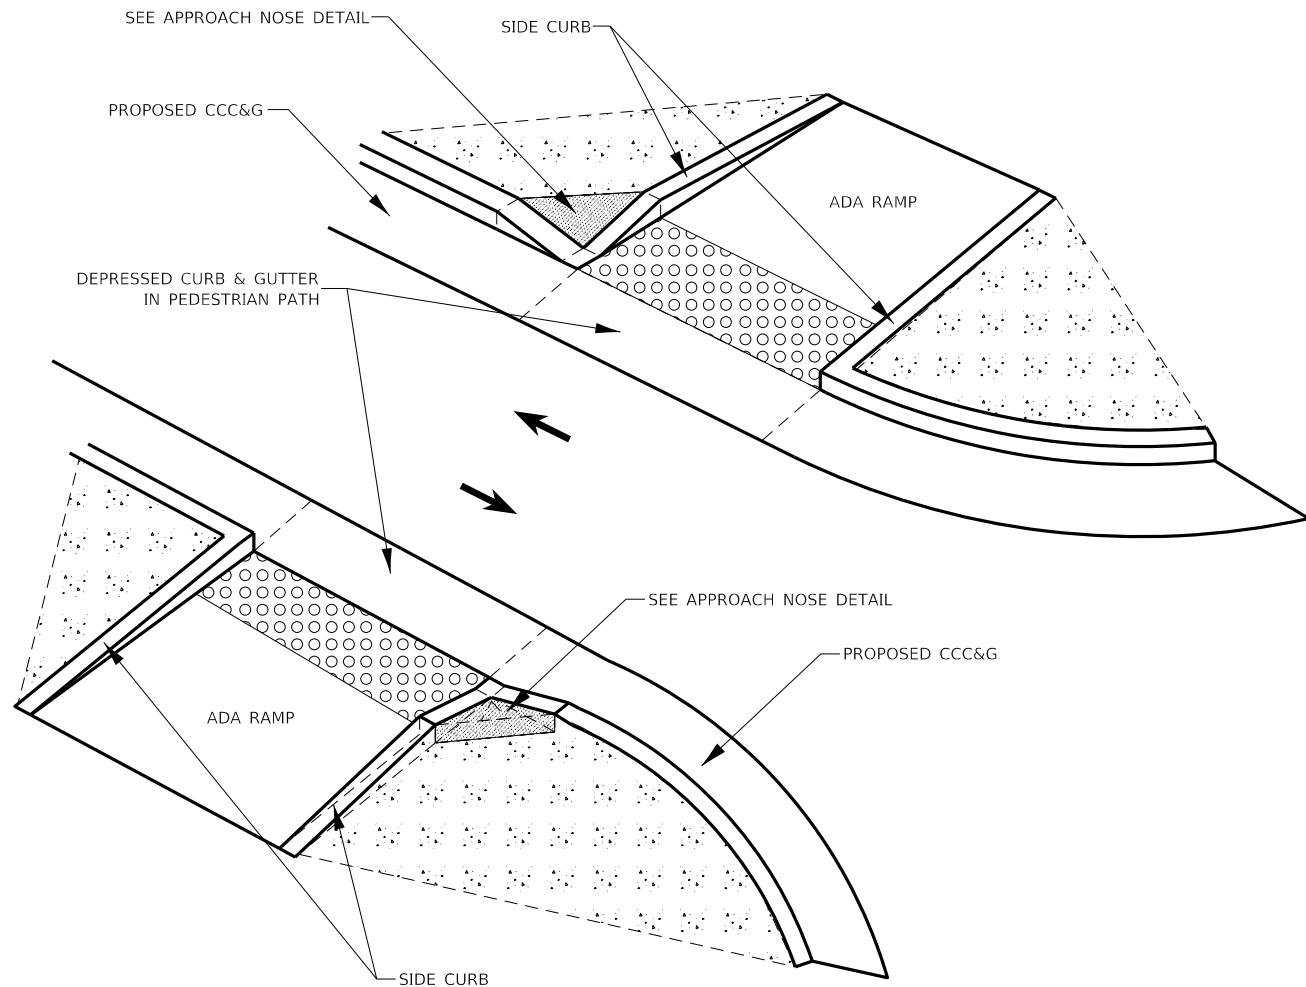 SEE APPROACH NOSE DETAIL
SIDE CURB
PROPOSED CCC&G
ADA RAMP
DEPRESSED CURB & GUTTER
IN PEDESTRIAN PATH
SEE APPROACH NOSE DETAIL
PROPOSED CCC&G
ADA RAMP
SIDE CURB